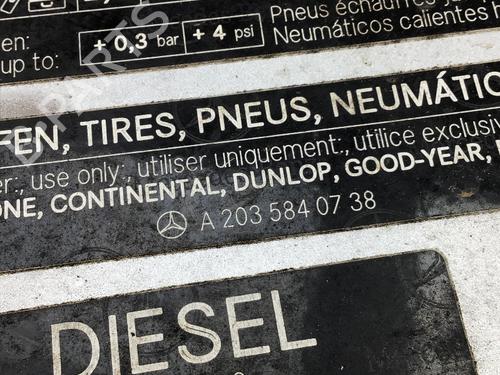 Pneus échauffés
Neumáticos calientes
en:
up to:
+ 0,3 bar + 4 psi
FEN, TIRES, PNEUS, NEUMÁTIC
er:, use only:, utiliser uniquement:, utilice exclusiv
ONE, CONTINENTAL, DUNLOP, GOOD-YEAR,
A 203 584 07 38
DIESEL